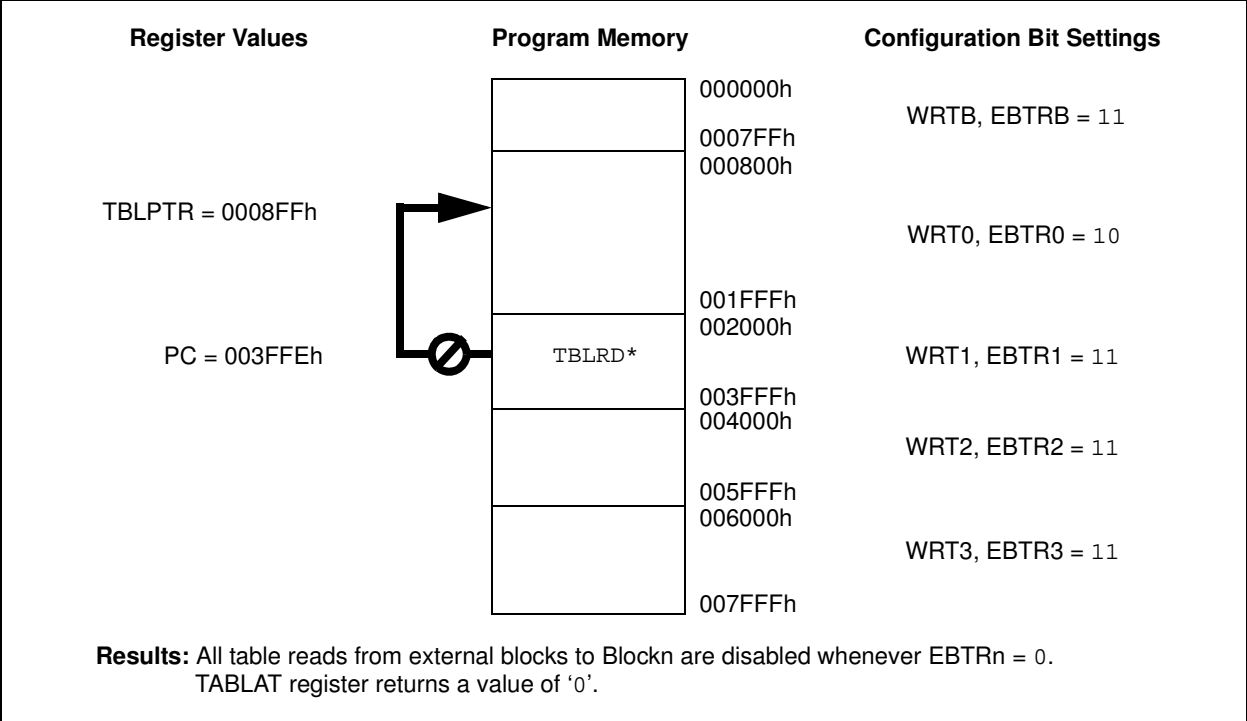 Register Values Program Memory Configuration Bit Settings
000000h
WRTB, EBTRB = 11
0007FFh
000800h
TBLPTR = 0008FFh
WRT0, EBTR0 = 10
001FFFh
002000h
PC = 003FFEh TBLRD* WRT1, EBTR1 = 11
003FFFh
004000h
WRT2, EBTR2 = 11
005FFFh
006000h
WRT3, EBTR3 = 11
007FFFh
Results: All table reads from external blocks to Blockn are disabled whenever EBTRn = 0.
TABLAT register returns a value of ‘0’.